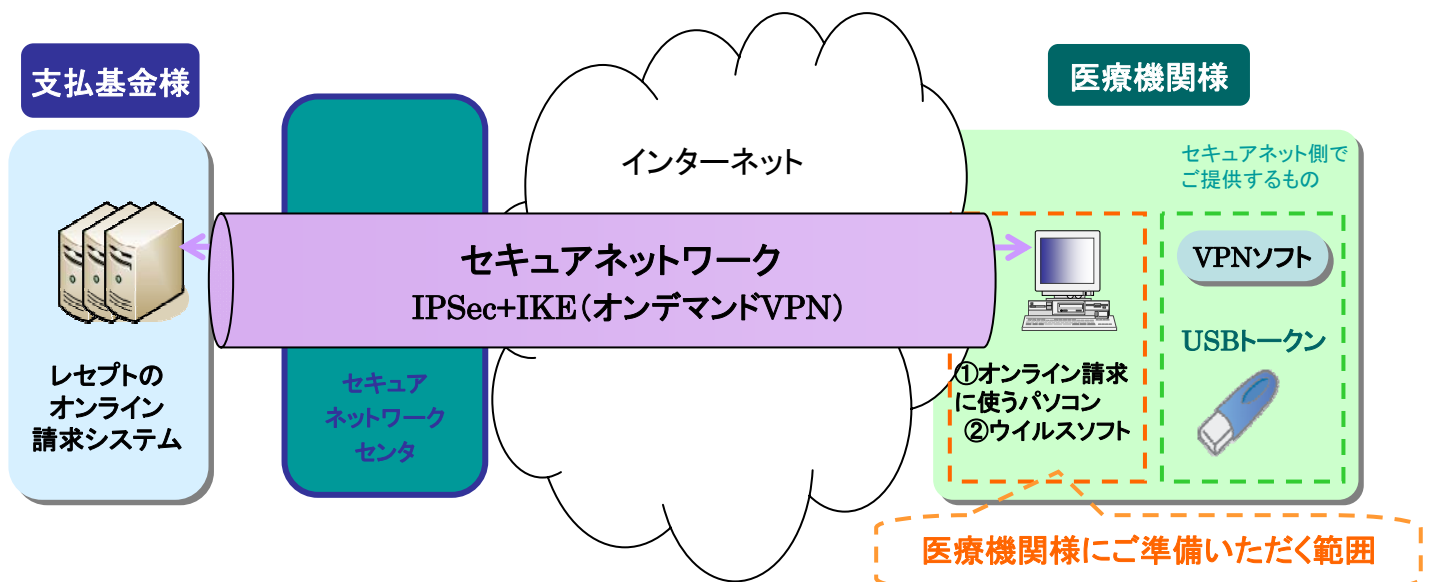 支払基金様
レセプトの
オンライン
請求システム
セキュア
ネットワーク
センタ
インターネット
セキュアネットワーク
IPSec+IKE(オンデマンドVPN)
医療機関様
セキュアネット側で
ご提供するもの
VPNソフト
USBトークン
①オンライン請求
に使うパソコン
②ウイルスソフト
医療機関様にご準備いただく範囲